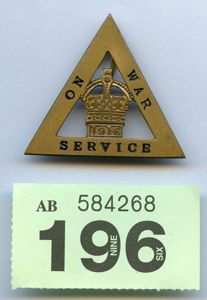 ON WAR
1916
SERVICE
AB 584268
196
NINE
SIX